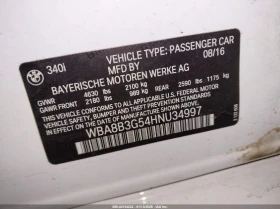 340i
VEHICLE TYPE: PASSENGER CAR
BAYERISCHE MOTOREN WERKE AG 08/16
GVWR 4630 lbs 2100 kg
GAWR FRONT 2180 lbs 989 kg GAWR REAR 2590 lbs 1175 kg
THIS VEHICLE CONFORMS TO ALL APPLICABLE FEDERAL MOTOR VEHICLE SAFETY, BUMPER, AND THEFT PREVENTION STANDARDS IN EFFECT ON THE DATE OF MANUFACTURE SHOWN ABOVE
WBA8B3G54HNU34997